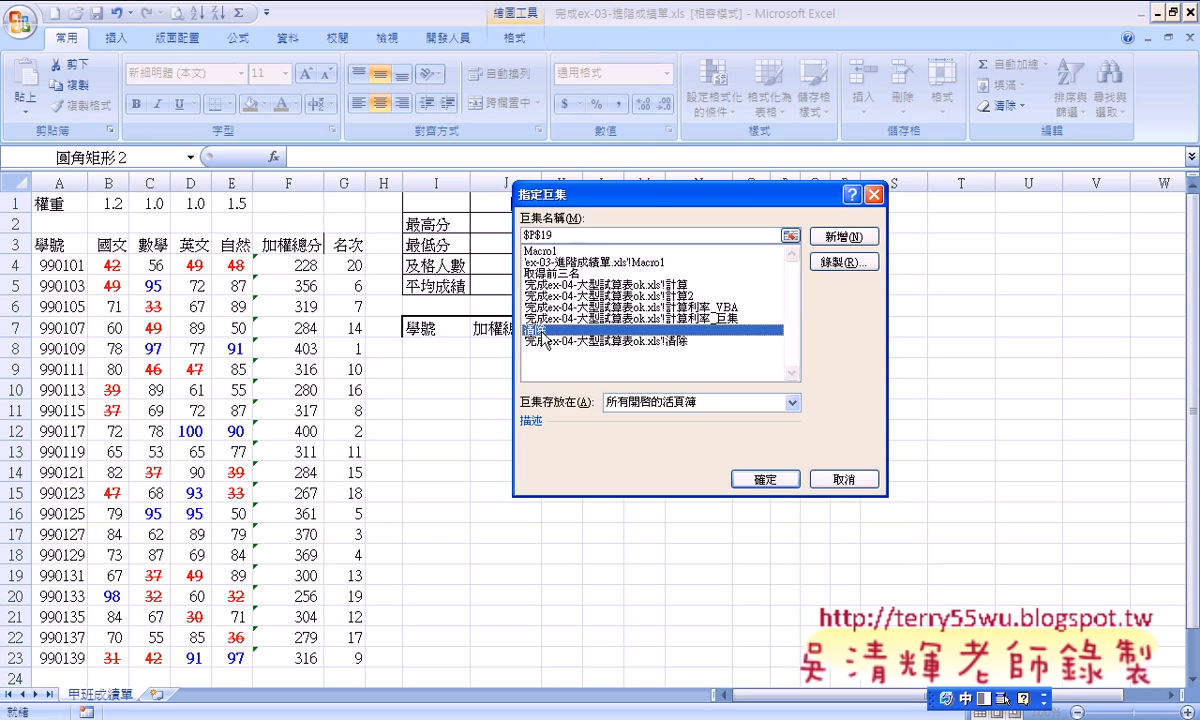 繪圖工具
完成ex-03-進階成績單.xls [相容模式] - Microsoft Excel
常用 插入 版面配置 公式 資料 校閱 檢視 開發人員 格式
貼上 剪下 複製 複製格式
新細明體 (本文) 11
B I U
自動換列
跨欄置中
通用格式
$ % ,
設定格式化的條件 格式化為表格 儲存格樣式
插入 刪除 格式
Σ 自動加總
填滿
清除
排序與篩選 尋找與選取
剪貼簿 字型 對齊方式 數值 樣式 儲存格 編輯
圓角矩形 2 fx
A B C D E F G H I J S T U V W
1 權重 1.2 1.0 1.0 1.5
2 最高分
3 學號 國文 數學 英文 自然 加權總分 名次 最低分
4 990101 42 56 49 48 228 20 及格人數
5 990103 49 95 72 87 356 6 平均成績
6 990105 71 33 67 89 319 7
7 990107 60 49 89 50 284 14 學號 加權總
8 990109 78 97 77 91 403 1
9 990111 80 46 47 85 316 10
10 990113 39 89 61 55 280 16
11 990115 37 69 72 87 317 8
12 990117 72 78 100 90 400 2
13 990119 65 53 65 77 311 11
14 990121 82 37 90 39 284 15
15 990123 47 68 93 33 267 18
16 990125 79 95 95 50 361 5
17 990127 84 62 89 79 370 3
18 990129 73 87 69 84 369 4
19 990131 67 37 49 89 300 13
20 990133 98 32 60 32 256 19
21 990135 84 67 30 71 304 12
22 990137 70 55 85 36 279 17
23 990139 31 42 91 97 316 9
24
指定巨集
巨集名稱(M):
$P$19
Macro1
'ex-03-進階成績單.xls'!Macro1
取得前三名
'完成ex-04-大型試算表ok.xls'!計算
'完成ex-04-大型試算表ok.xls'!計算2
'完成ex-04-大型試算表ok.xls'!計算利率_VBA
'完成ex-04-大型試算表ok.xls'!計算利率_巨集
清除
'完成ex-04-大型試算表ok.xls'!清除
新增(N)
錄製(R)...
巨集存放在(A): 所有開啟的活頁簿
描述
確定 取消
http://terry55wu.blogspot.tw
吳清輝老師錄製
甲班成績單
就緒
中